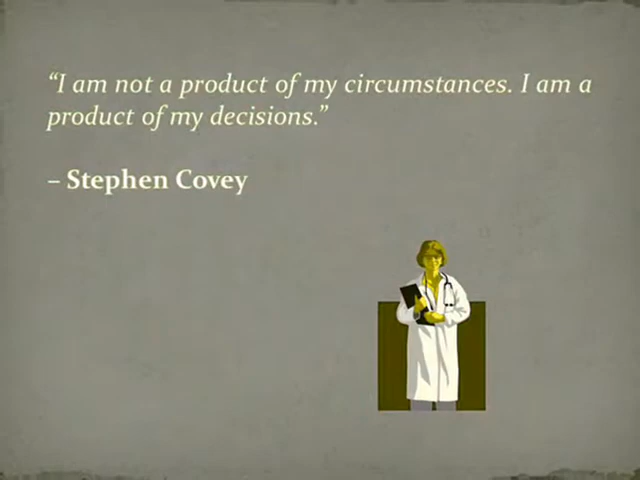 “I am not a product of my circumstances. I am a
product of my decisions.”
– Stephen Covey